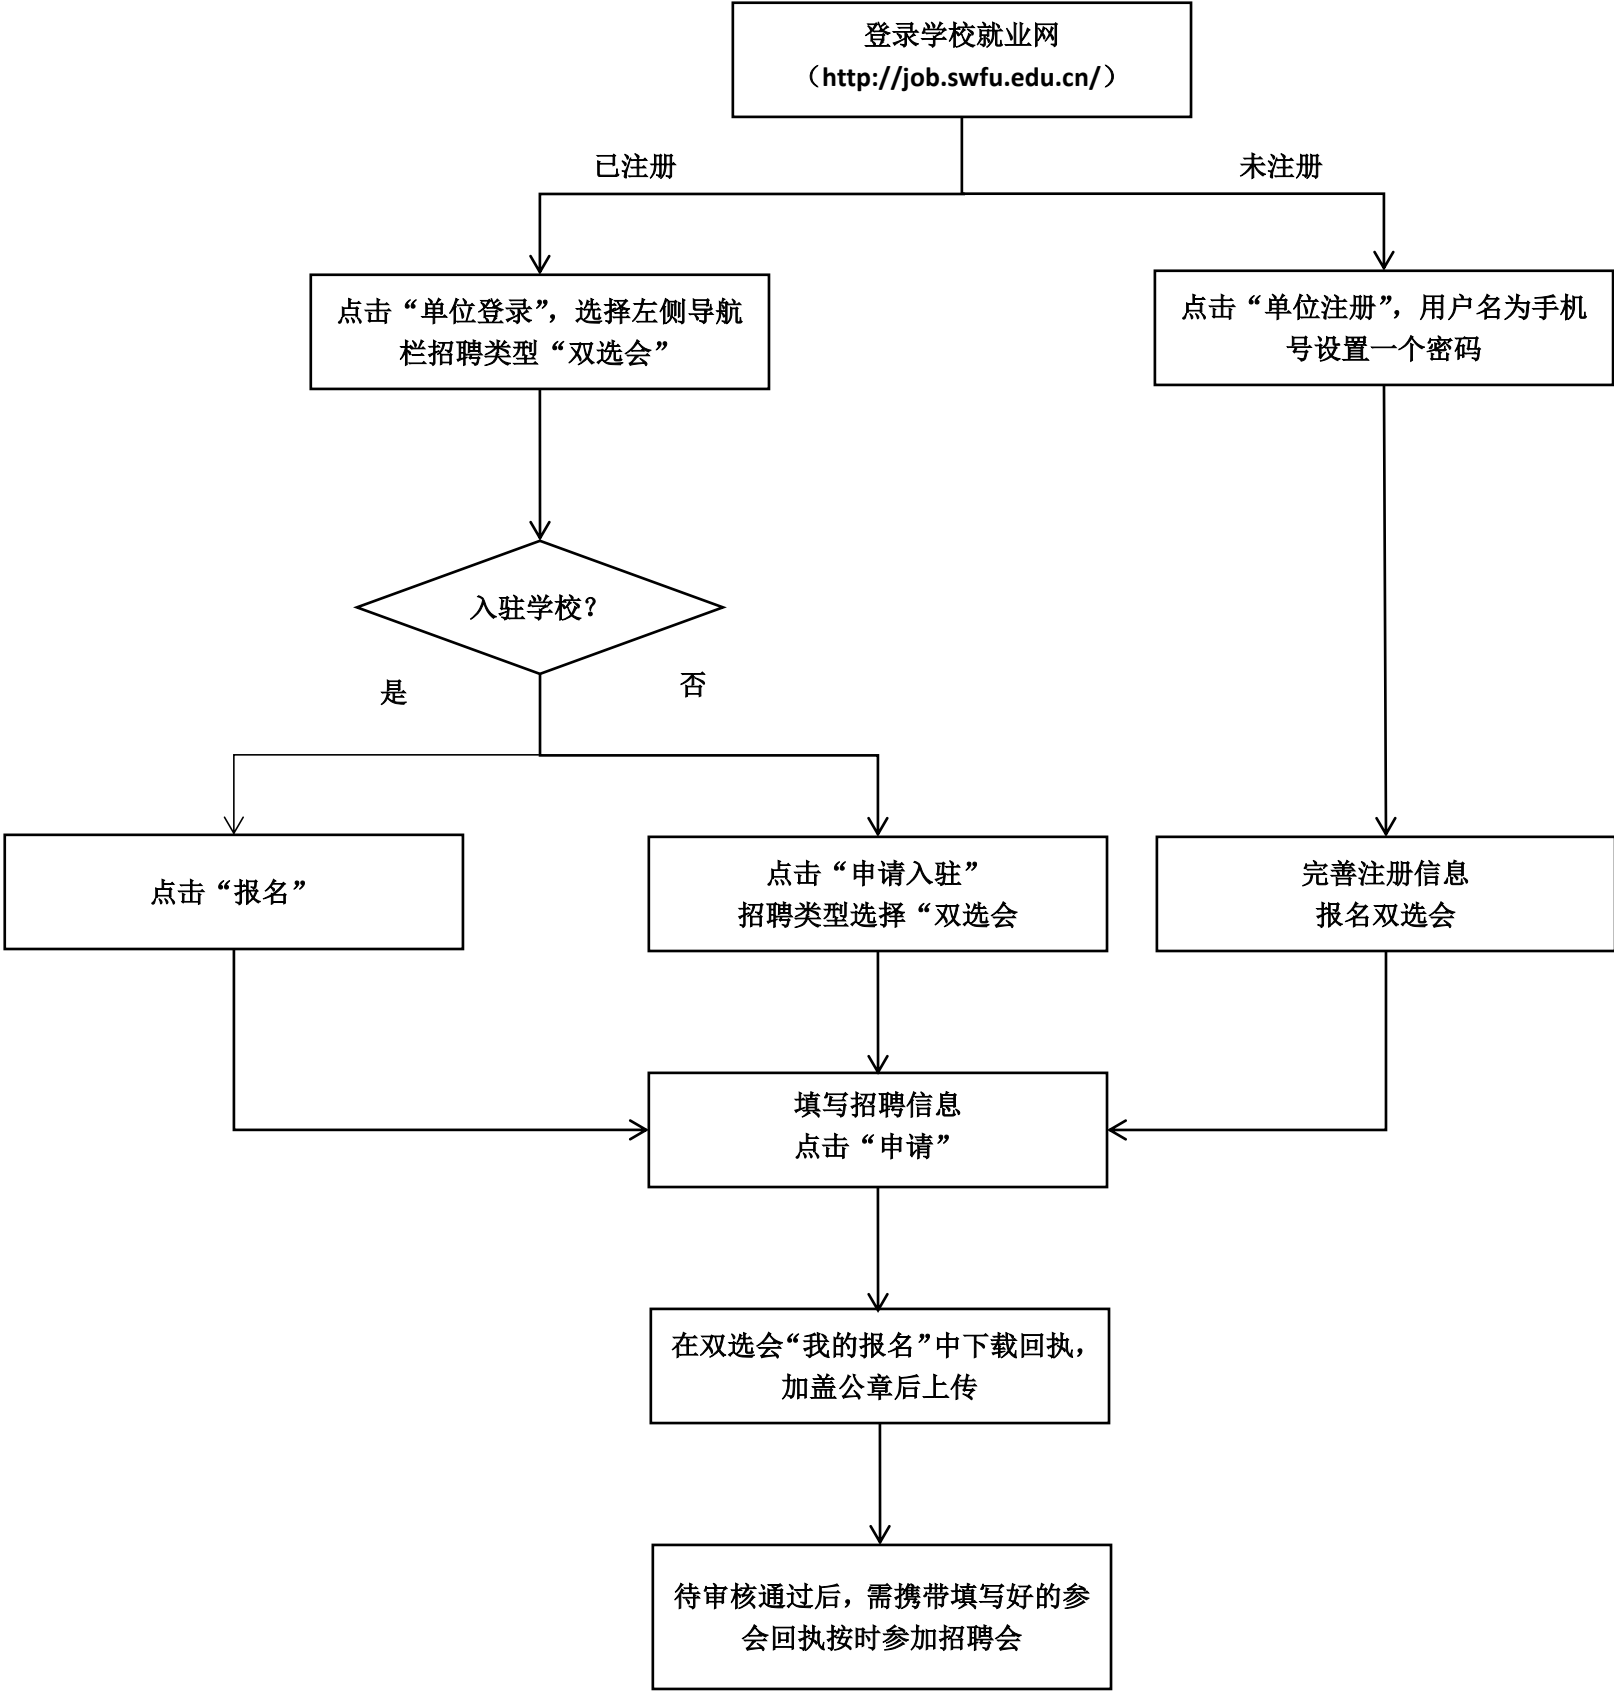 登录学校就业网
（http://job.swfu.edu.cn/）
已注册
未注册
点击“单位登录”，选择左侧导航
栏招聘类型“双选会”
点击“单位注册”，用户名为手机
号设置一个密码
入驻学校？
是
否
点击“报名”
点击“申请入驻”
招聘类型选择“双选会
完善注册信息
报名双选会
填写招聘信息
点击“申请”
在双选会“我的报名”中下载回执，
加盖公章后上传
待审核通过后，需携带填写好的参
会回执按时参加招聘会